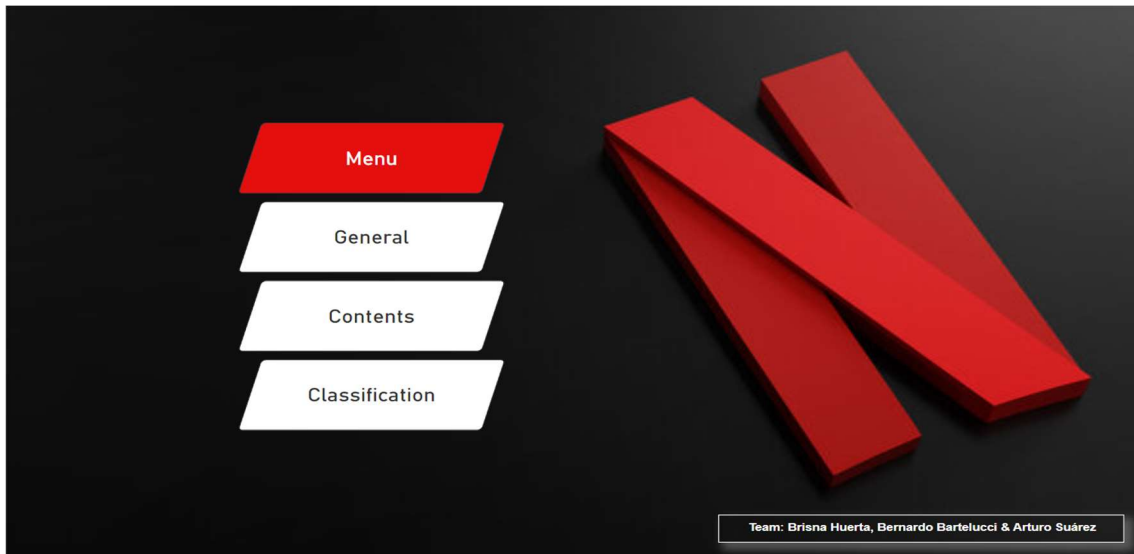 Menu
General
Contents
Classification
Team: Brisna Huerta, Bernardo Bartelucci & Arturo Suárez